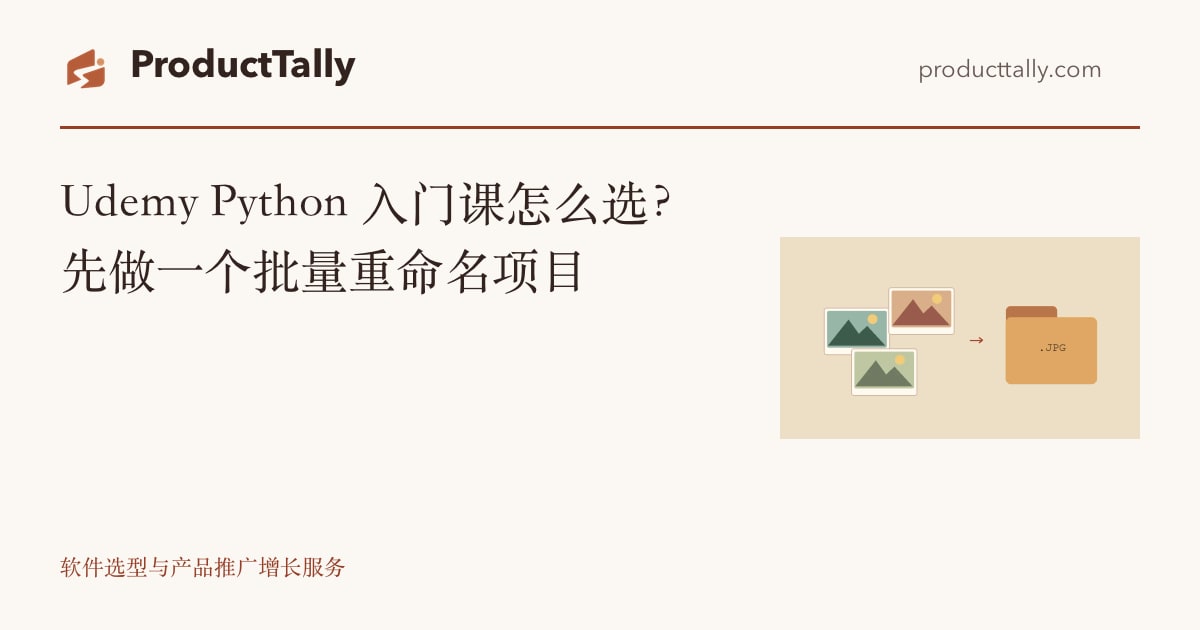 ProductTally
producttally.com
Udemy Python 入门课怎么选?
先做一个批量重命名项目
.JPG
软件选型与产品推广增长服务